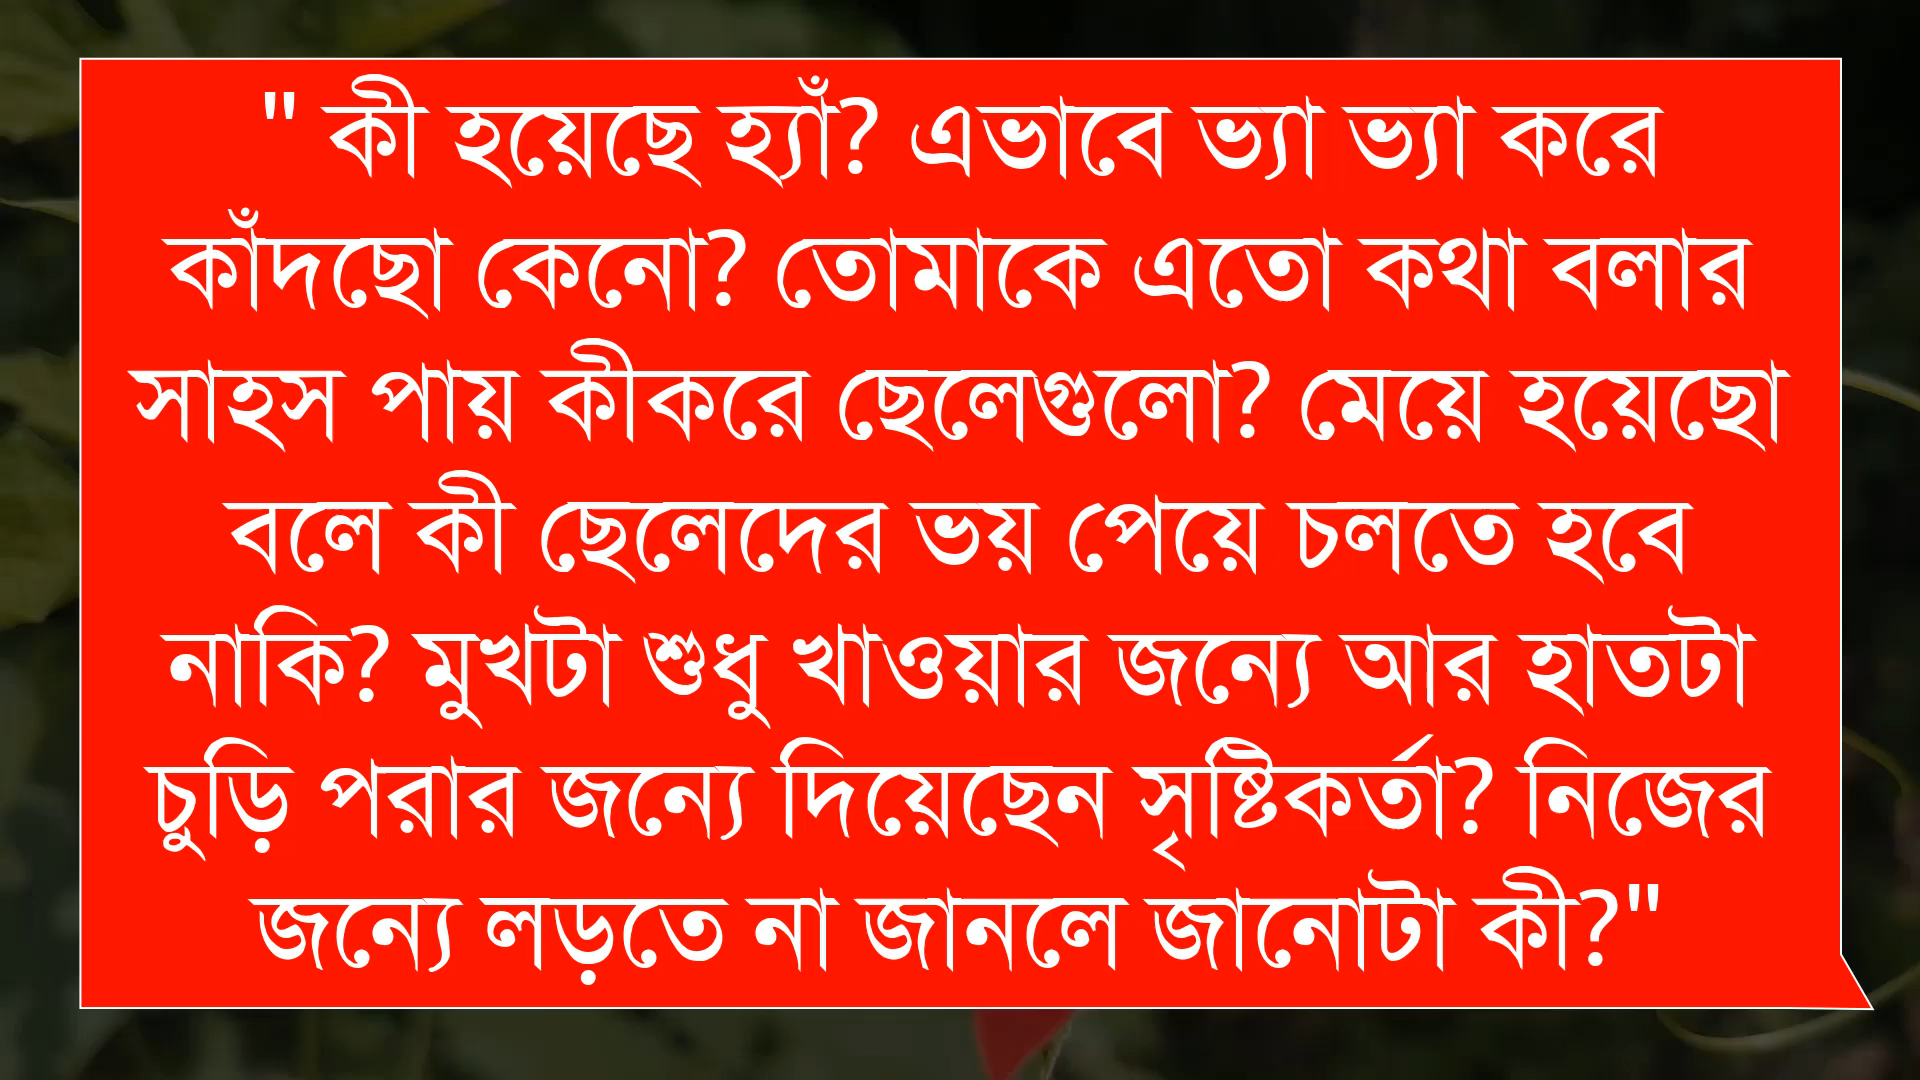 " কী হয়েছে হ্যাঁ? এভাবে ভ্যা ভ্যা করে
কাঁদছো কেনো? তোমাকে এতো কথা বলার
সাহস পায় কীকরে ছেলেগুলো? মেয়ে হয়েছো
বলে কী ছেলেদের ভয় পেয়ে চলতে হবে
নাকি? মুখটা শুধু খাওয়ার জন্যে আর হাতটা
চুড়ি পরার জন্যে দিয়েছেন সৃষ্টিকর্তা? নিজের
জন্যে লড়তে না জানলে জানোটা কী?"